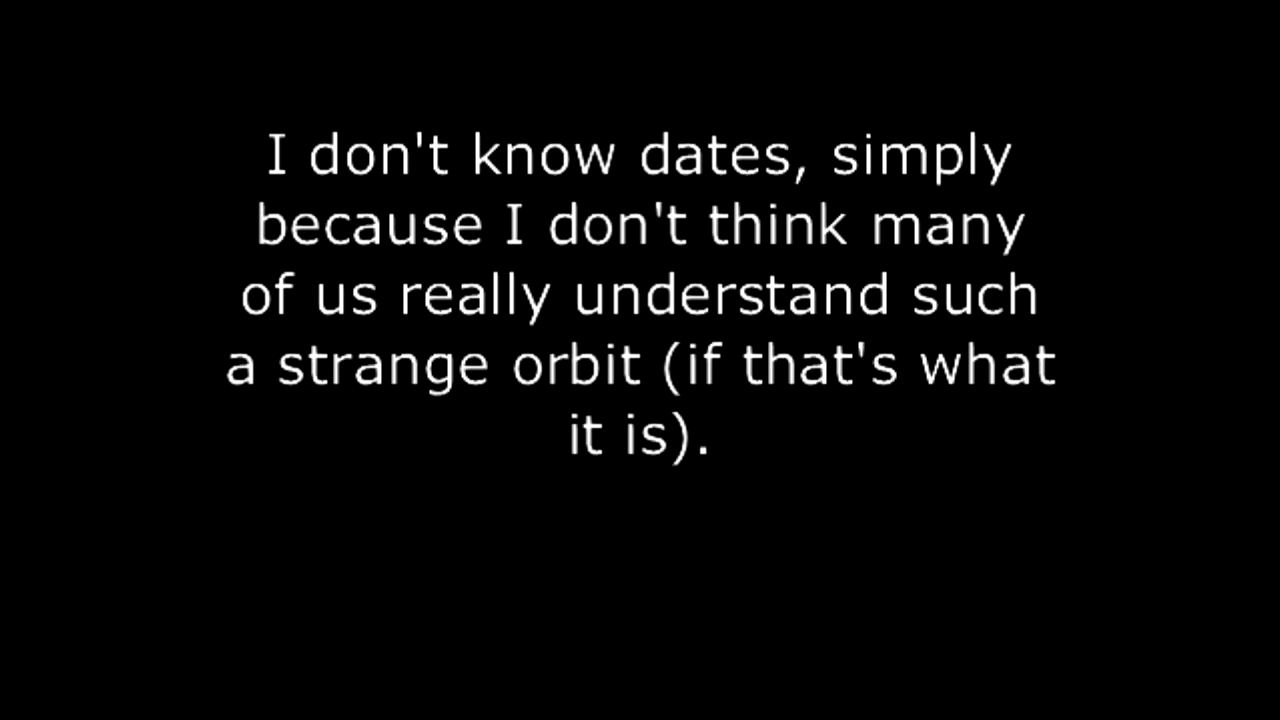 I don't know dates, simply
because I don't think many
of us really understand such
a strange orbit (if that's what
it is).